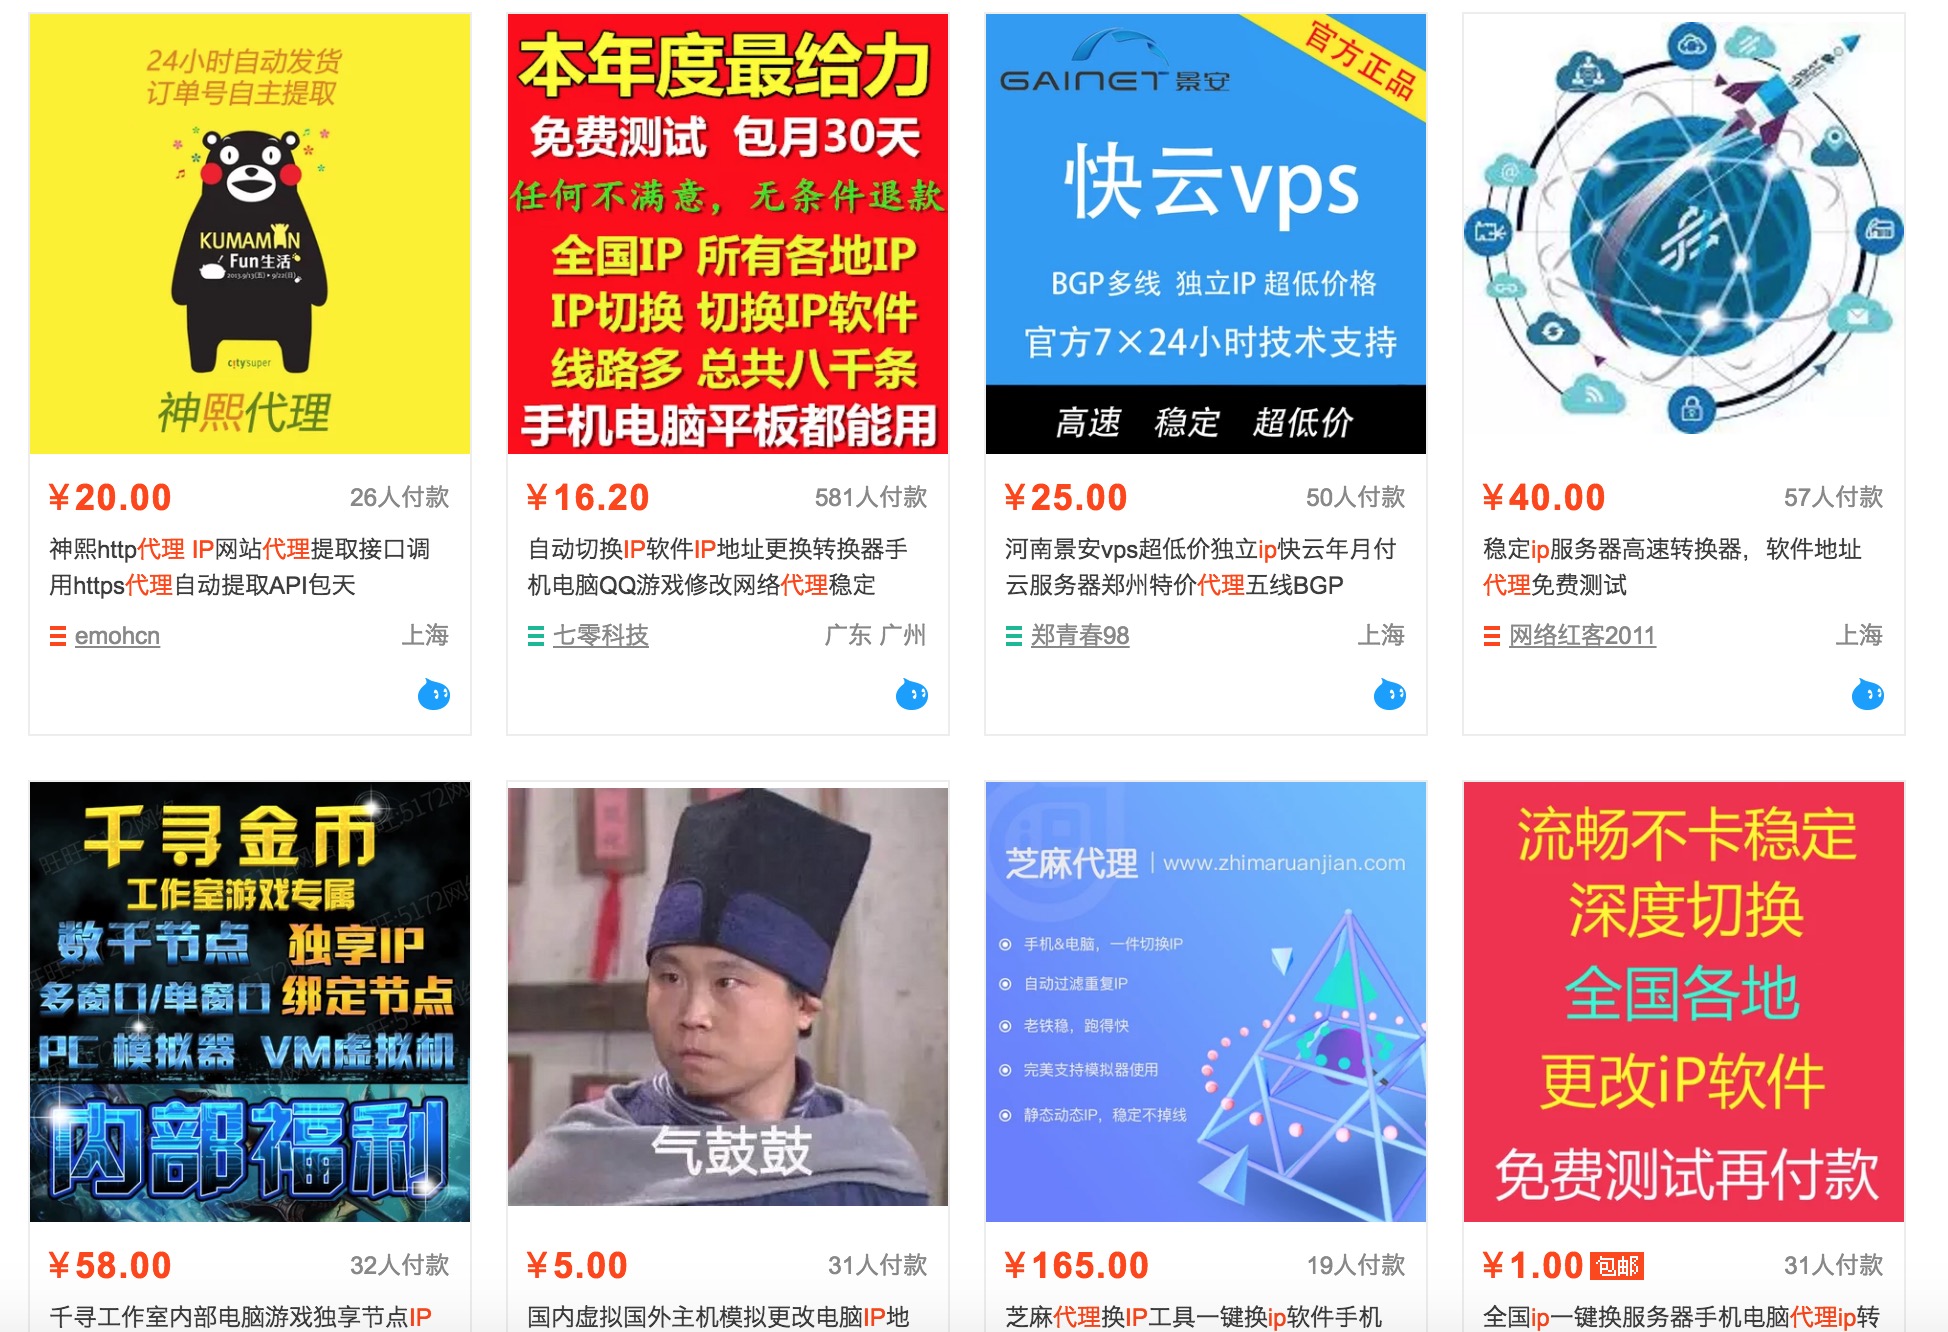 24小时自动发货
订单号自主提取
KUMAMON
Fun生活
citysuper
神熙代理
¥20.00
26人付款
神熙http代理 IP网站代理提取接口调
用https代理自动提取API包天
emohcn
上海
本年度最给力
免费测试 包月30天
任何不满意，无条件退款
全国IP 所有各地IP
IP切换 切换IP软件
线路多 总共八千条
手机电脑平板都能用
¥16.20
581人付款
自动切换IP软件IP地址更换转换器手
机电脑QQ游戏修改网络代理稳定
七零科技
广东 广州
官方正品
GAINET 景安
快云vps
BGP多线 独立IP 超低价格
官方7×24小时技术支持
高速 稳定 超低价
¥25.00
50人付款
河南景安vps超低价独立ip快云年月付
云服务器郑州特价代理五线BGP
郑青春98
上海
¥40.00
57人付款
稳定ip服务器高速转换器，软件地址
代理免费测试
网络红客2011
上海
千寻金币
工作室游戏专属
数千节点 独享IP
多窗口/单窗口 绑定节点
PC 模拟器 VM虚拟机
内部福利
¥58.00
32人付款
千寻工作室内部电脑游戏独享节点IP
气鼓鼓
¥5.00
31人付款
国内虚拟国外主机模拟更改电脑IP地
芝麻代理 | www.zhimaruanjian.com
手机&电脑，一件切换IP
自动过滤重复IP
老铁稳，跑得快
完美支持模拟器使用
静态动态IP，稳定不掉线
¥165.00
19人付款
芝麻代理换IP工具一键换ip软件手机
流畅不卡稳定
深度切换
全国各地
更改iP软件
免费测试再付款
¥1.00 包邮
31人付款
全国ip一键换服务器手机电脑代理ip转